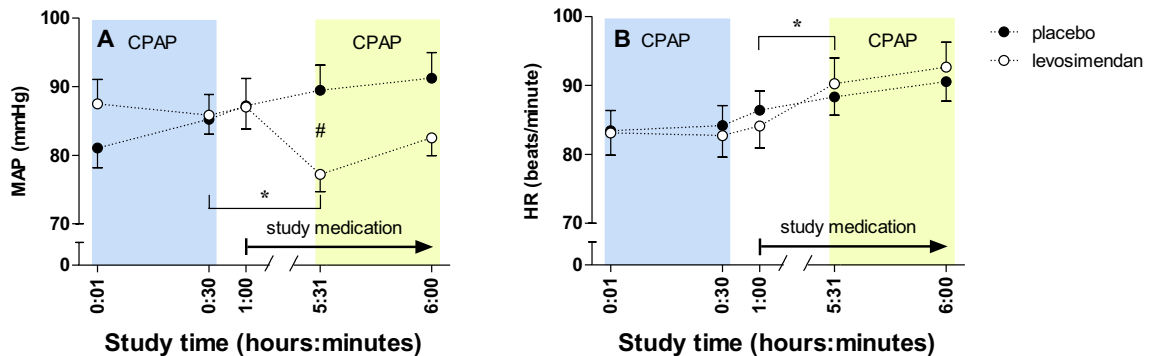 A
CPAP
CPAP
MAP (mmHg)
100
90
80
70
0
#
*
study medication
0:01
0:30
1:00
5:31
6:00
Study time (hours:minutes)
B
CPAP
*
CPAP
HR (beats/minute)
100
90
80
70
0
study medication
0:01
0:30
1:00
5:31
6:00
Study time (hours:minutes)
placebo
levosimendan